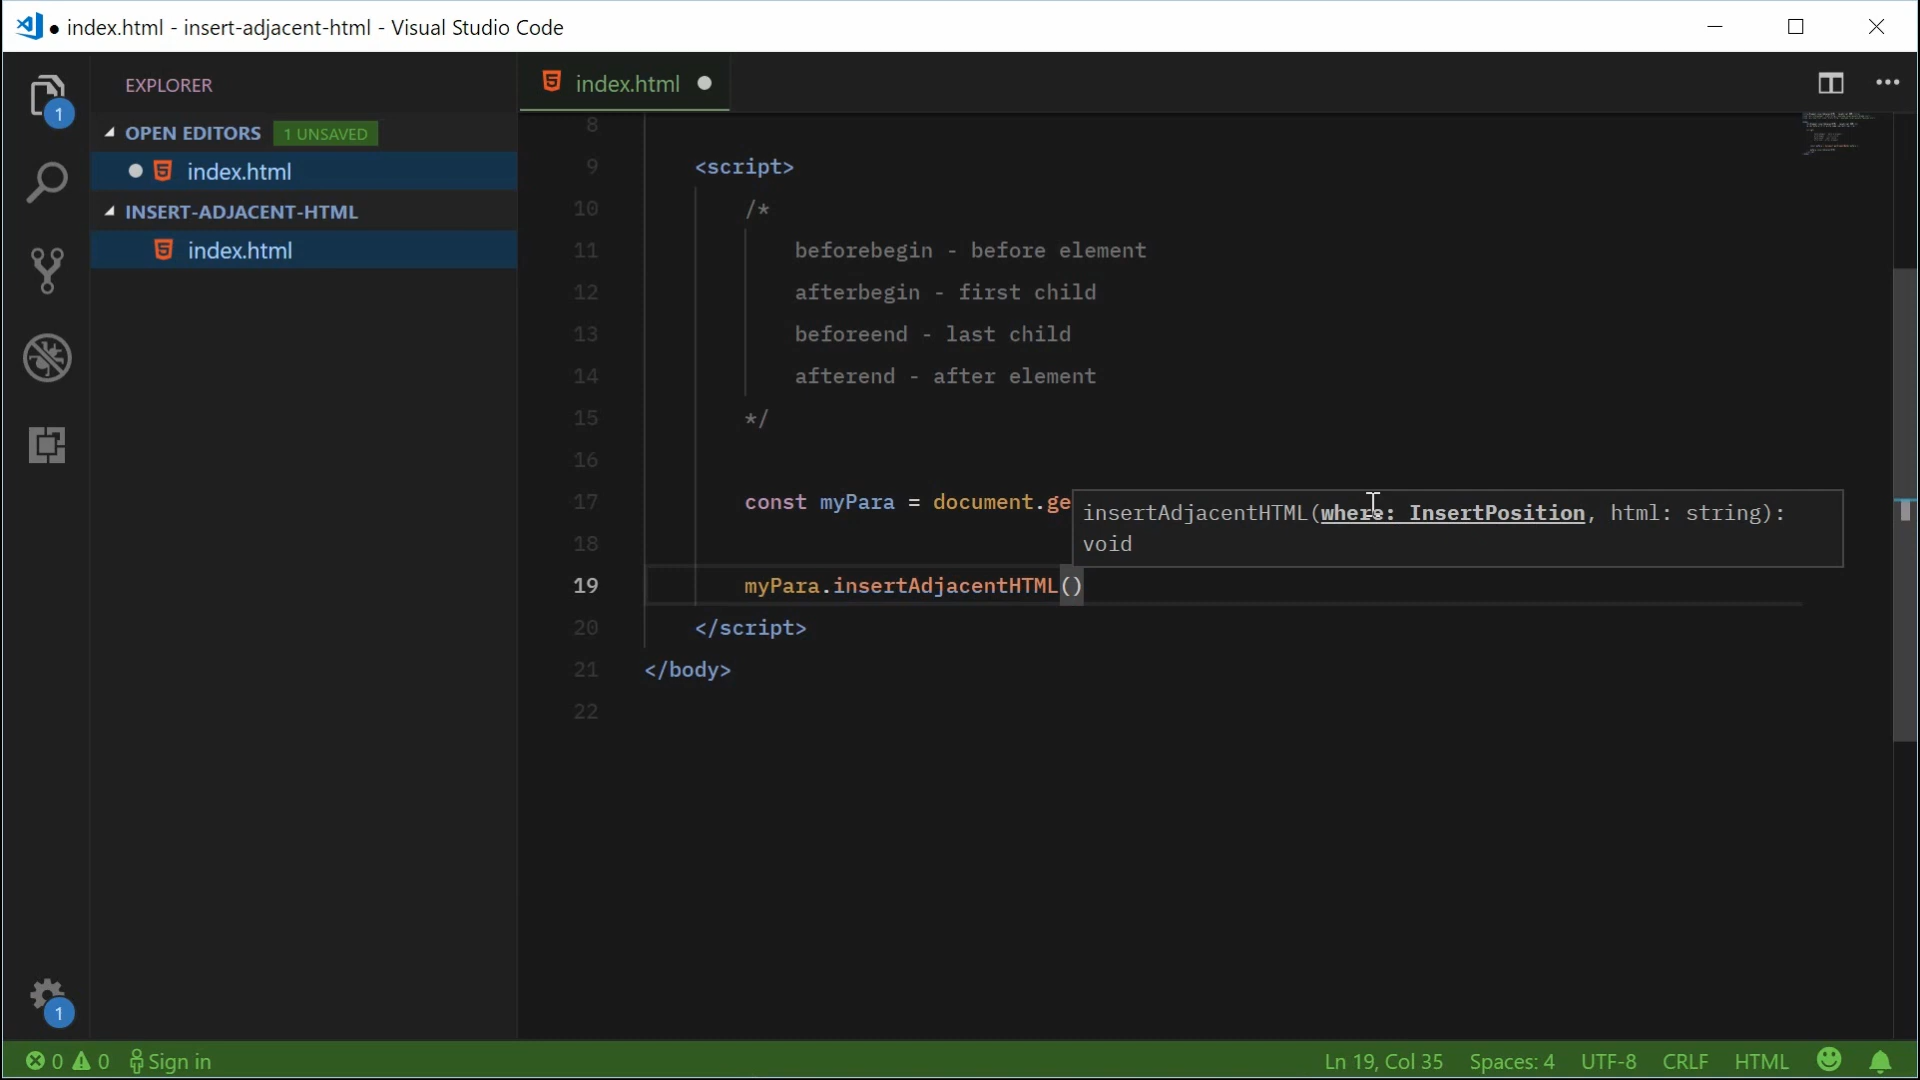 ● index.html - insert-adjacent-html - Visual Studio Code
EXPLORER
1
OPEN EDITORS 1 UNSAVED
index.html
INSERT-ADJACENT-HTML
index.html
index.html
8
9 <script>
10 /*
11 beforebegin - before element
12 afterbegin - first child
13 beforeend - last child
14 afterend - after element
15 */
16
17 const myPara = document.ge
insertAdjacentHTML(where: InsertPosition, html: string):
void
18
19 myPara.insertAdjacentHTML()
20 </script>
21 </body>
22
1
0 0 Sign in
Ln 19, Col 35 Spaces: 4 UTF-8 CRLF HTML